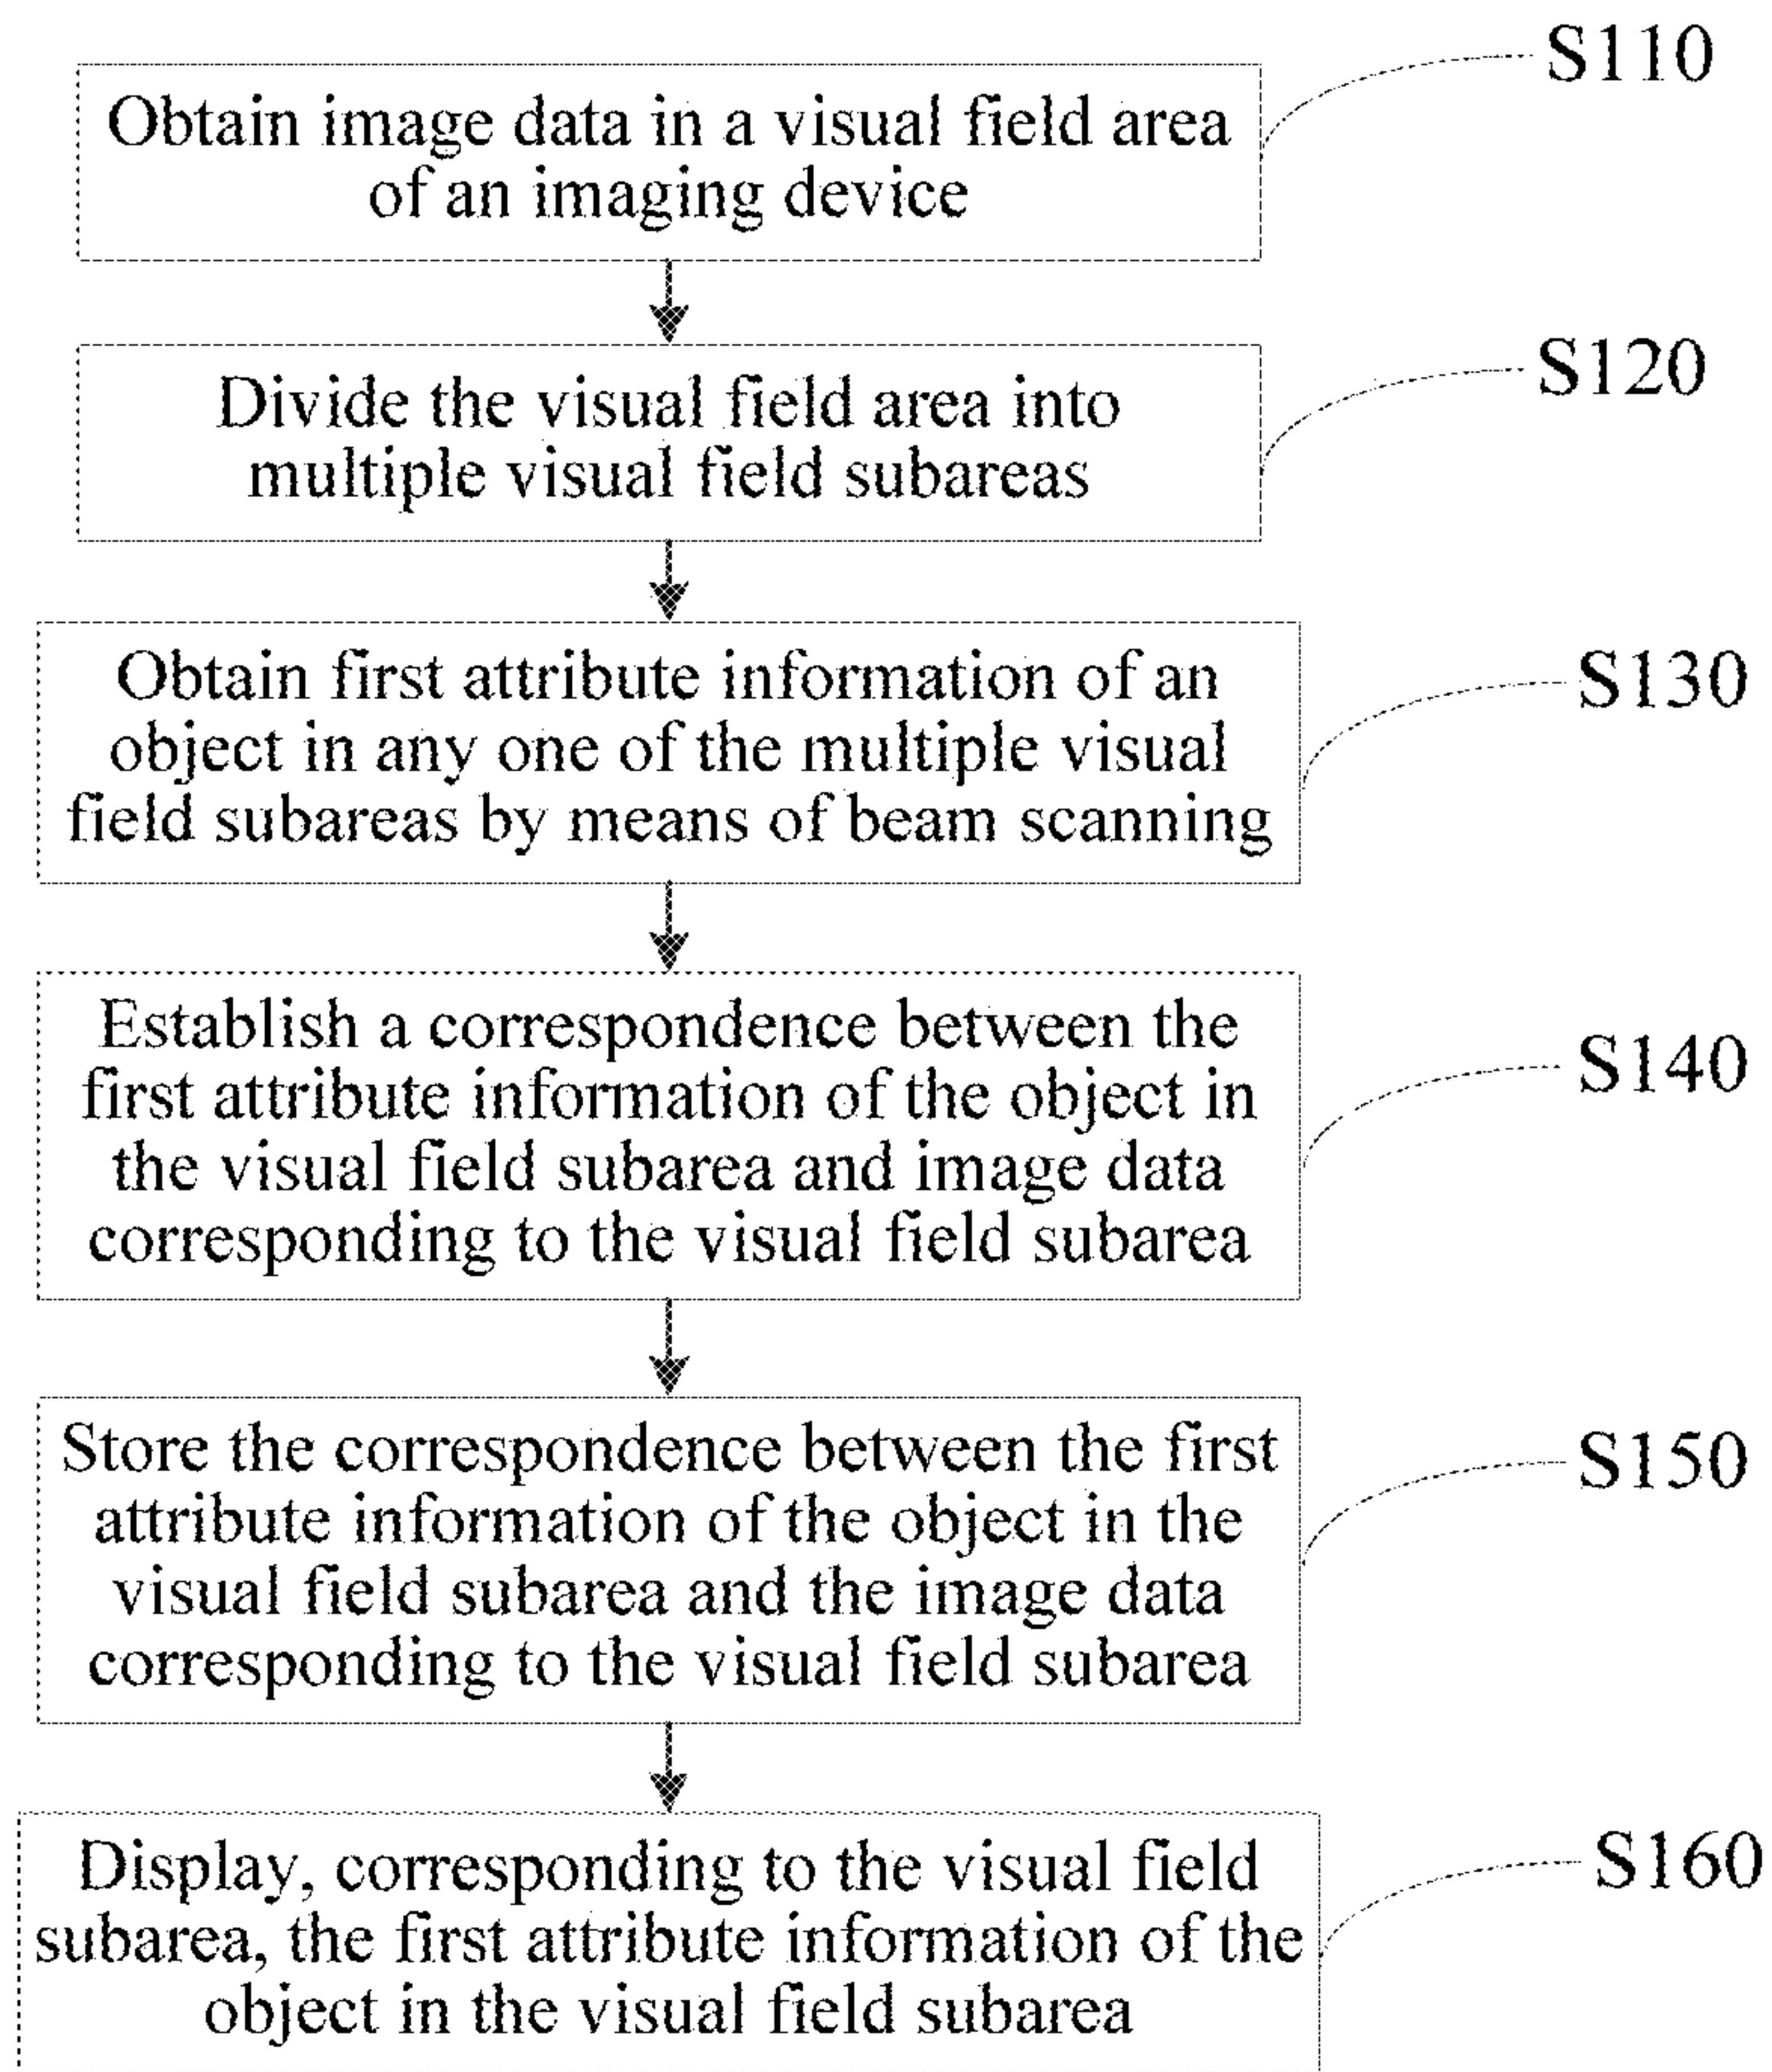 S110
Obtain image data in a visual field area
of an imaging device
S120
Divide the visual field area into
multiple visual field subareas
S130
Obtain first attribute information of an
object in any one of the multiple visual
field subareas by means of beam scanning
S140
Establish a correspondence between the
first attribute information of the object in
the visual field subarea and image data
corresponding to the visual field subarea
S150
Store the correspondence between the first
attribute information of the object in the
visual field subarea and the image data
corresponding to the visual field subarea
S160
Display, corresponding to the visual field
subarea, the first attribute information of the
object in the visual field subarea